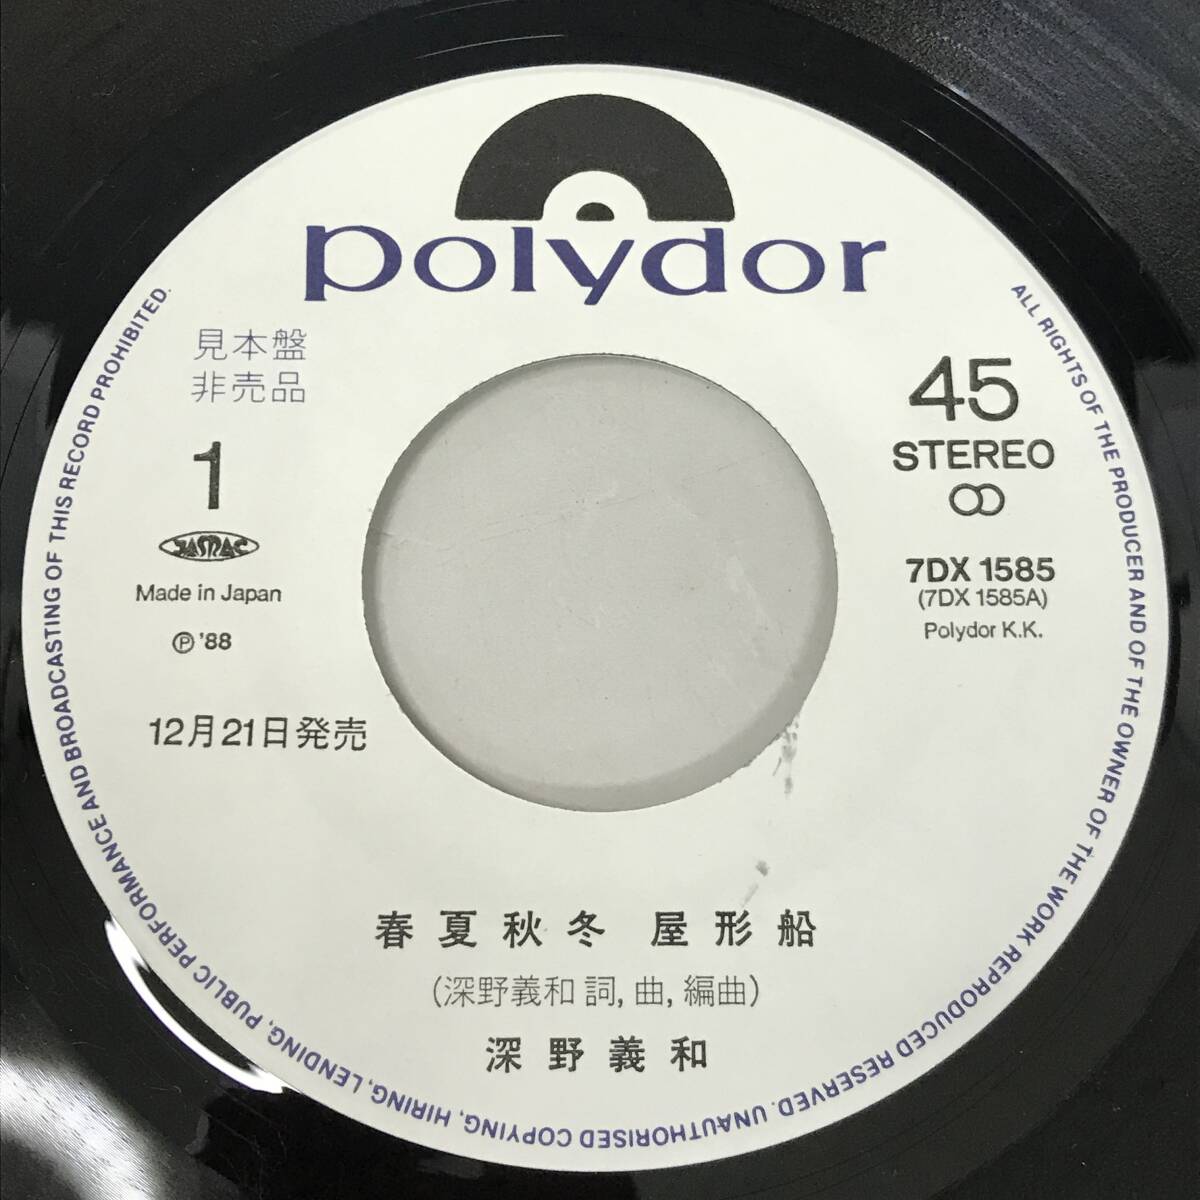 polydor
見本盤
非売品
1
JASRAC
Made in Japan
Ⓟ '88
12月21日発売
45
STEREO
7DX 1585
(7DX 1585A)
Polydor K.K.
春夏秋冬 屋形船
(深野義和 詞, 曲, 編曲)
深野義和
ALL RIGHTS OF THE PRODUCER AND OF THE OWNER OF THE WORK REPRODUCED RESERVED. UNAUTHORISED COPYING, HIRING, LENDING, PUBLIC PERFORMANCE AND BROADCASTING OF THIS RECORD PROHIBITED.